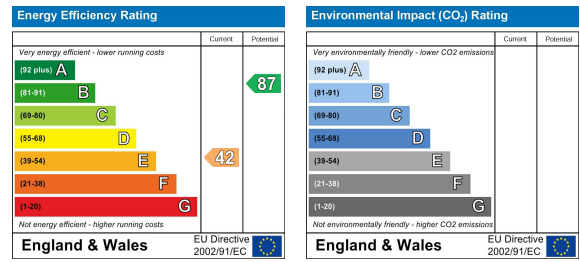 Energy Efficiency Rating
Current Potential
Very energy efficient - lower running costs
(92 plus) A
(81-91) B
87
(69-80) C
(55-68) D
(39-54) E
42
(21-38) F
(1-20) G
Not energy efficient - higher running costs
England & Wales
EU Directive
2002/91/EC
Environmental Impact (CO₂) Rating
Current Potential
Very environmentally friendly - lower CO2 emissions
(92 plus) A
(81-91) B
(69-80) C
(55-68) D
(39-54) E
(21-38) F
(1-20) G
Not environmentally friendly - higher CO2 emissions
England & Wales
EU Directive
2002/91/EC